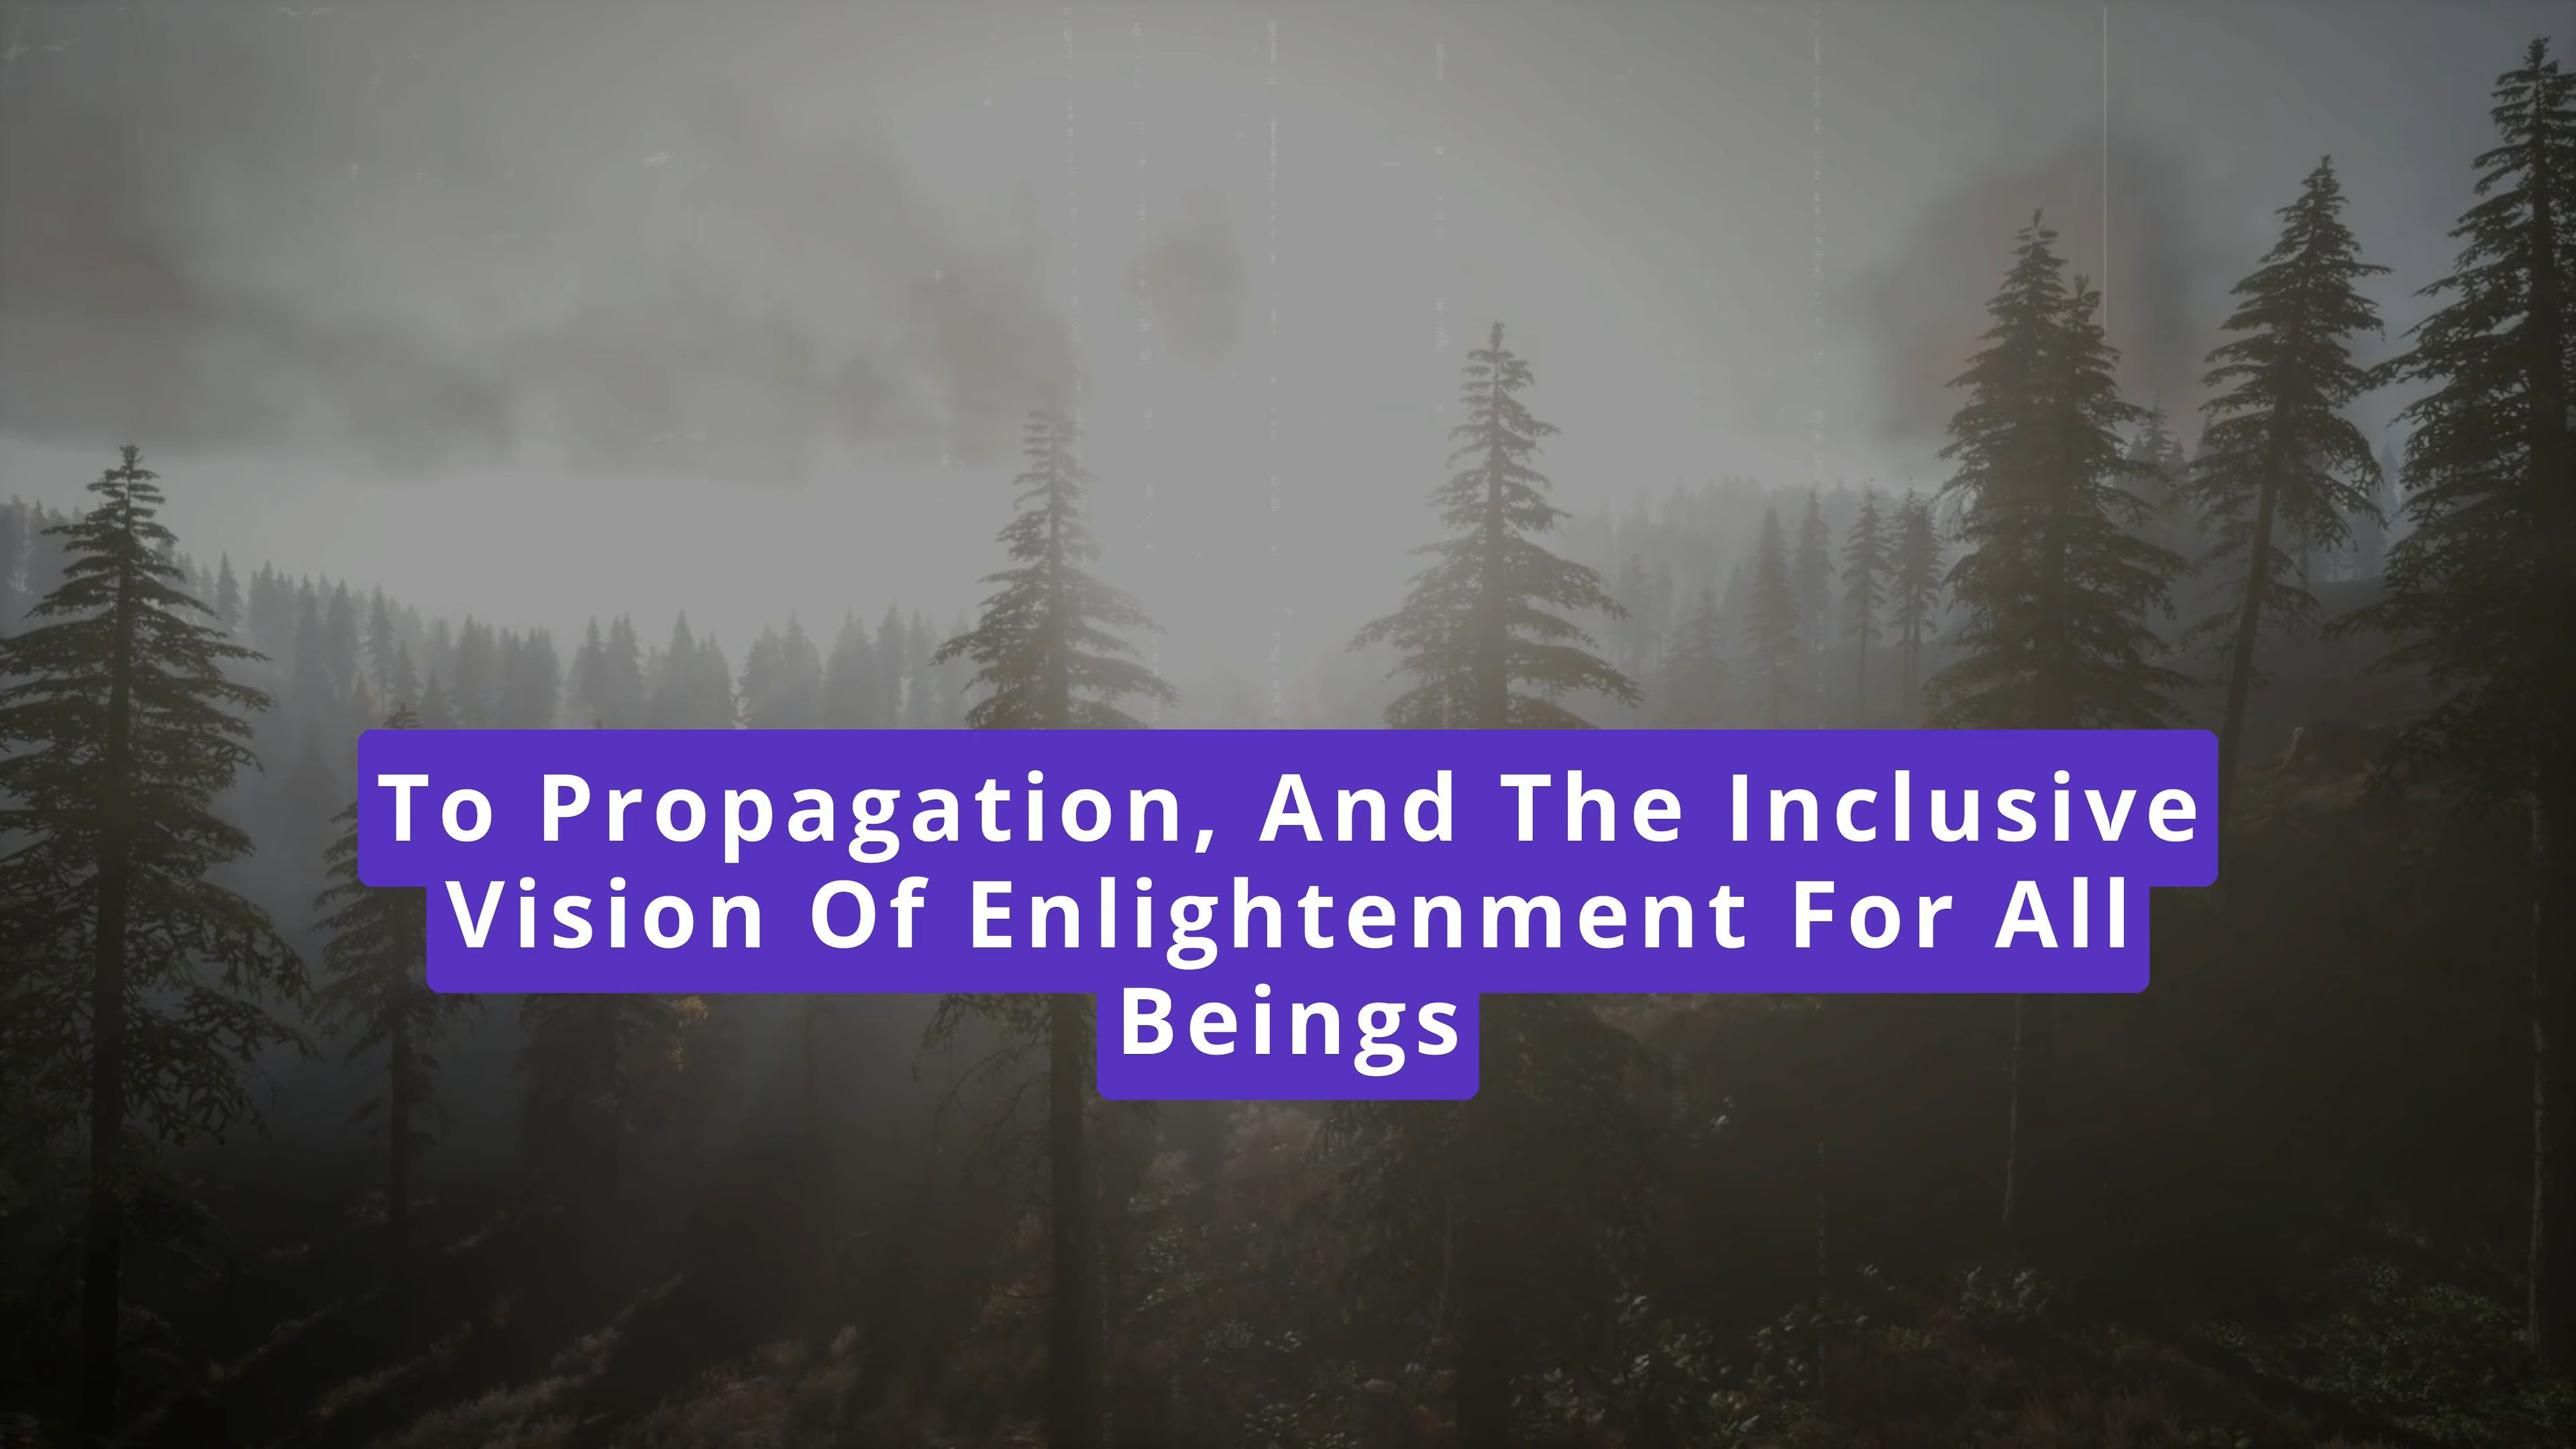 To Propagation, And The Inclusive
Vision Of Enlightenment For All
Beings